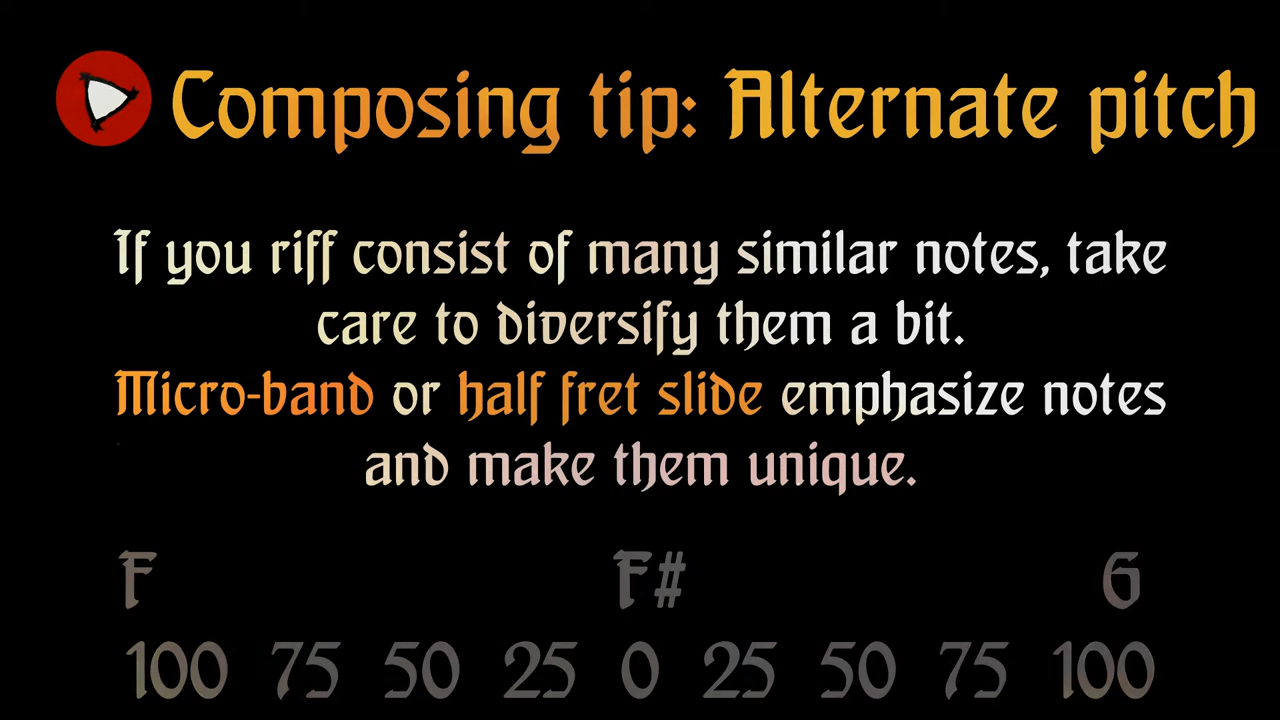 Composing tip: Alternate pitch
If you riff consist of many similar notes, take
care to diversify them a bit.
Micro-band or half fret slide emphasize notes
and make them unique.
F F# G
100 75 50 25 0 25 50 75 100